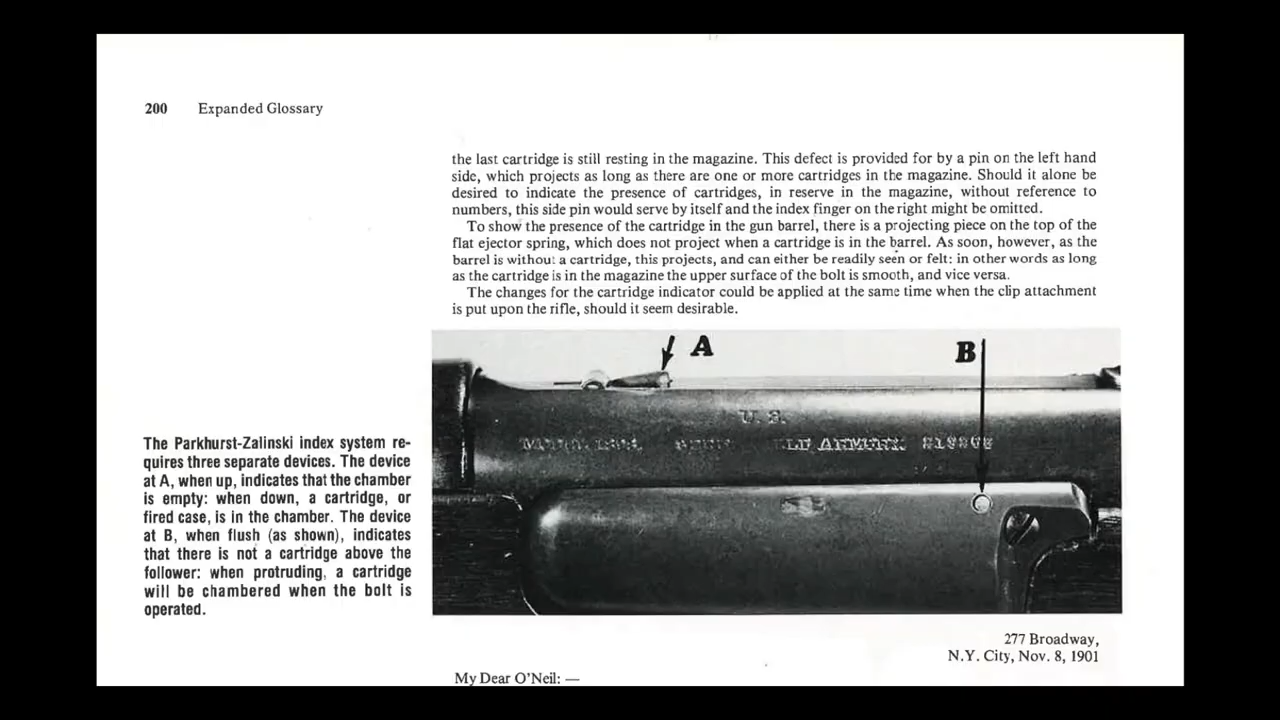 200 Expanded Glossary
the last cartridge is still resting in the magazine. This defect is provided for by a pin on the left hand
side, which projects as long as there are one or more cartridges in the magazine. Should it alone be
desired to indicate the presence of cartridges, in reserve in the magazine, without reference to
numbers, this side pin would serve by itself and the index finger on the right might be omitted.
To show the presence of the cartridge in the gun barrel, there is a projecting piece on the top of the
flat ejector spring, which does not project when a cartridge is in the barrel. As soon, however, as the
barrel is without a cartridge, this projects, and can either be readily seen or felt: in other words as long
as the cartridge is in the magazine the upper surface of the bolt is smooth, and vice versa.
The changes for the cartridge indicator could be applied at the same time when the clip attachment
is put upon the rifle, should it seem desirable.
A
B
U. S.
ARMORY
The Parkhurst-Zalinski index system re-
quires three separate devices. The device
at A, when up, indicates that the chamber
is empty: when down, a cartridge, or
fired case, is in the chamber. The device
at B, when flush (as shown), indicates
that there is not a cartridge above the
follower: when protruding, a cartridge
will be chambered when the bolt is
operated.
277 Broadway,
N.Y. City, Nov. 8, 1901
My Dear O'Neil: —